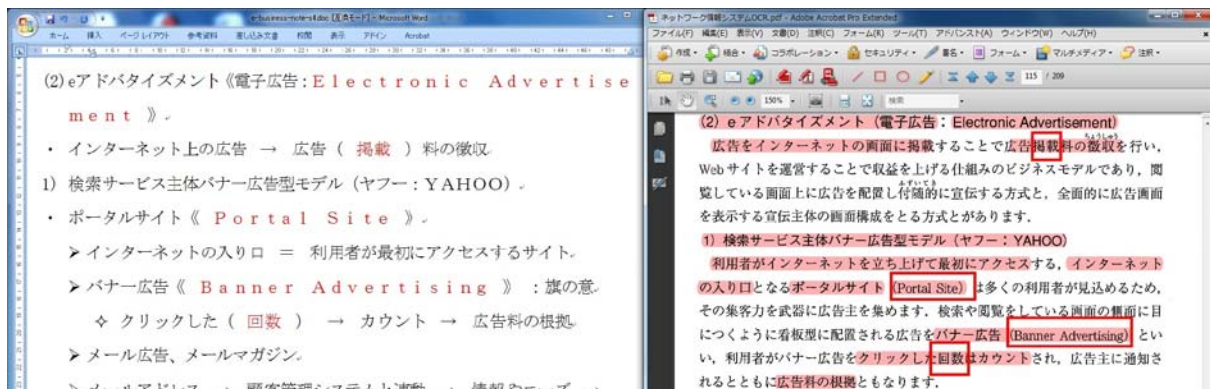 e-business-note-s4.doc [互換モード] - Microsoft Word
ホーム 挿入 ページ レイアウト 参考資料 差し込み文書 校閲 表示 アドイン Acrobat
(2) eアドバタイズメント《電子広告:Electronic Advertise
ment 》
・ インターネット上の広告 → 広告( 掲載 )料の徴収
1) 検索サービス主体バナー広告型モデル(ヤフー:YAHOO)
・ ポータルサイト《 Portal Site 》
➤ インターネットの入り口 = 利用者が最初にアクセスするサイト
➤ バナー広告《 Banner Advertising 》 :旗の意
✧ クリックした( 回数 ) → カウント → 広告料の根拠
➤ メール広告、メールマガジン
ネットワーク情報システムOCR.pdf - Adobe Acrobat Pro Extended
ファイル(F) 編集(E) 表示(V) 文書(D) 注釈(C) フォーム(R) ツール(T) アドバンスト(A) ウィンドウ(W) ヘルプ(H)
作成 結合 コラボレーション セキュリティ 署名 フォーム マルチメディア 注釈
115 / 209
150% 検索
(2) eアドバタイズメント(電子広告:Electronic Advertisement)
広告をインターネットの画面に掲載することで広告掲載料の徴収を行い,
ちょうしゅう
Webサイトを運営することで収益を上げる仕組みのビジネスモデルであり,閲
覧している画面上に広告を配置し付随的に宣伝する方式と,全面的に広告画面
ふずいてき
を表示する宣伝主体の画面構成をとる方式とがあります.
1) 検索サービス主体バナー広告型モデル(ヤフー:YAHOO)
利用者がインターネットを立ち上げて最初にアクセスする,インターネット
の入り口となるポータルサイト(Portal Site)は多くの利用者が見込めるため,
その集客力を武器に広告主を集めます.検索や閲覧をしている画面の側面に目
につくように看板型に配置される広告をバナー広告(Banner Advertising)とい
い,利用者がバナー広告をクリックした回数はカウントされ,広告主に通知さ
れるとともに広告料の根拠ともなります.